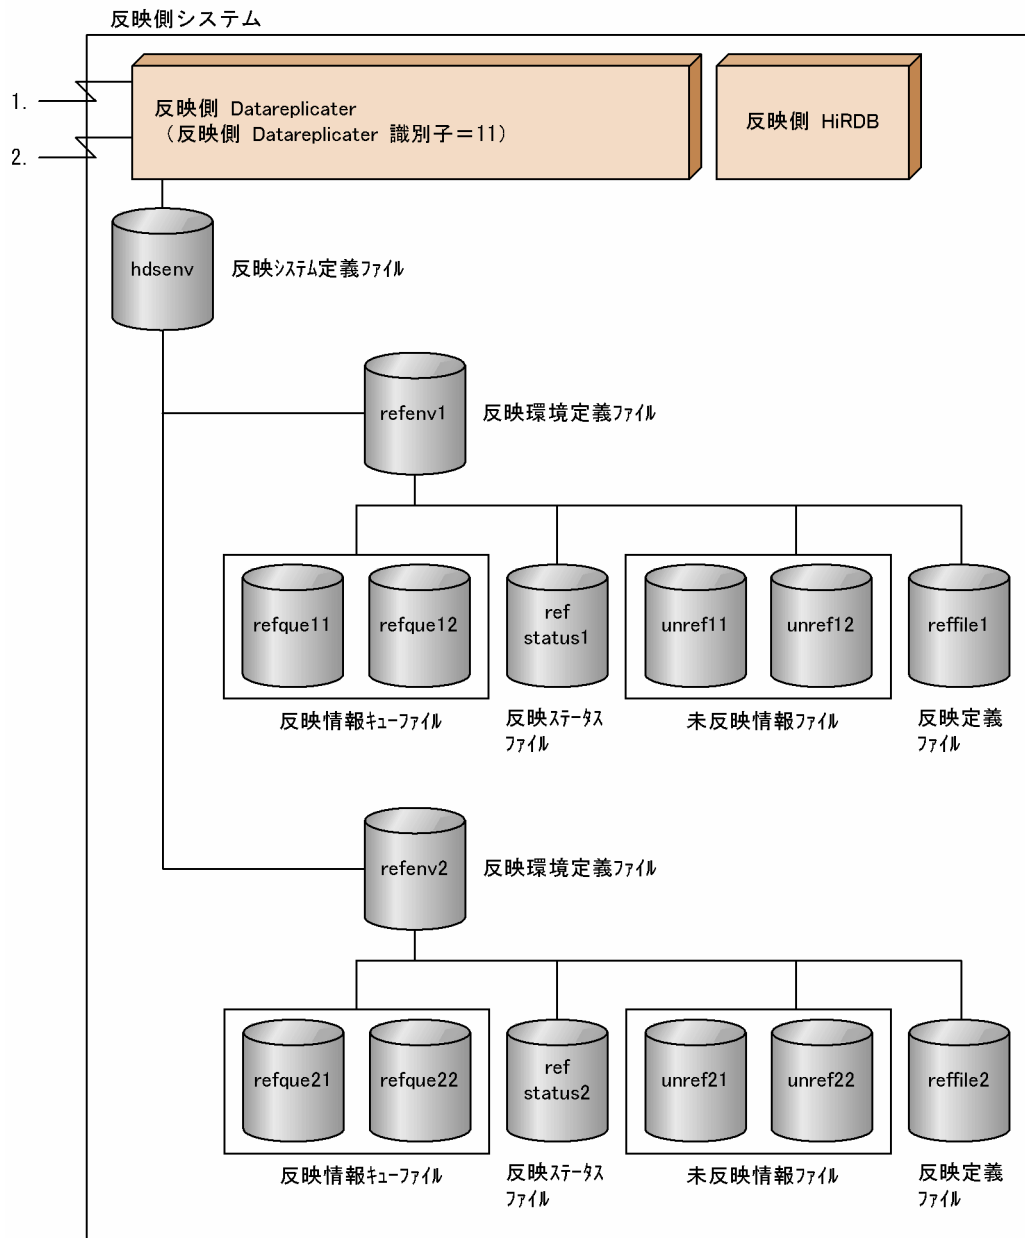 反映側システム
1.
2.
反映側 Datareplicater
（反映側 Datareplicater 識別子＝11）
反映側 HiRDB
hdsenv
反映ｼｽﾃﾑ定義ﾌｧｲﾙ
refenv1
反映環境定義ﾌｧｲﾙ
refque11
refque12
ref
status1
unref11
unref12
reffile1
反映情報ｷｭｰﾌｧｲﾙ
反映ｽﾃｰﾀｽ
ﾌｧｲﾙ
未反映情報ﾌｧｲﾙ
反映定義
ﾌｧｲﾙ
refenv2
反映環境定義ﾌｧｲﾙ
refque21
refque22
ref
status2
unref21
unref22
reffile2
反映情報ｷｭｰﾌｧｲﾙ
反映ｽﾃｰﾀｽ
ﾌｧｲﾙ
未反映情報ﾌｧｲﾙ
反映定義
ﾌｧｲﾙ